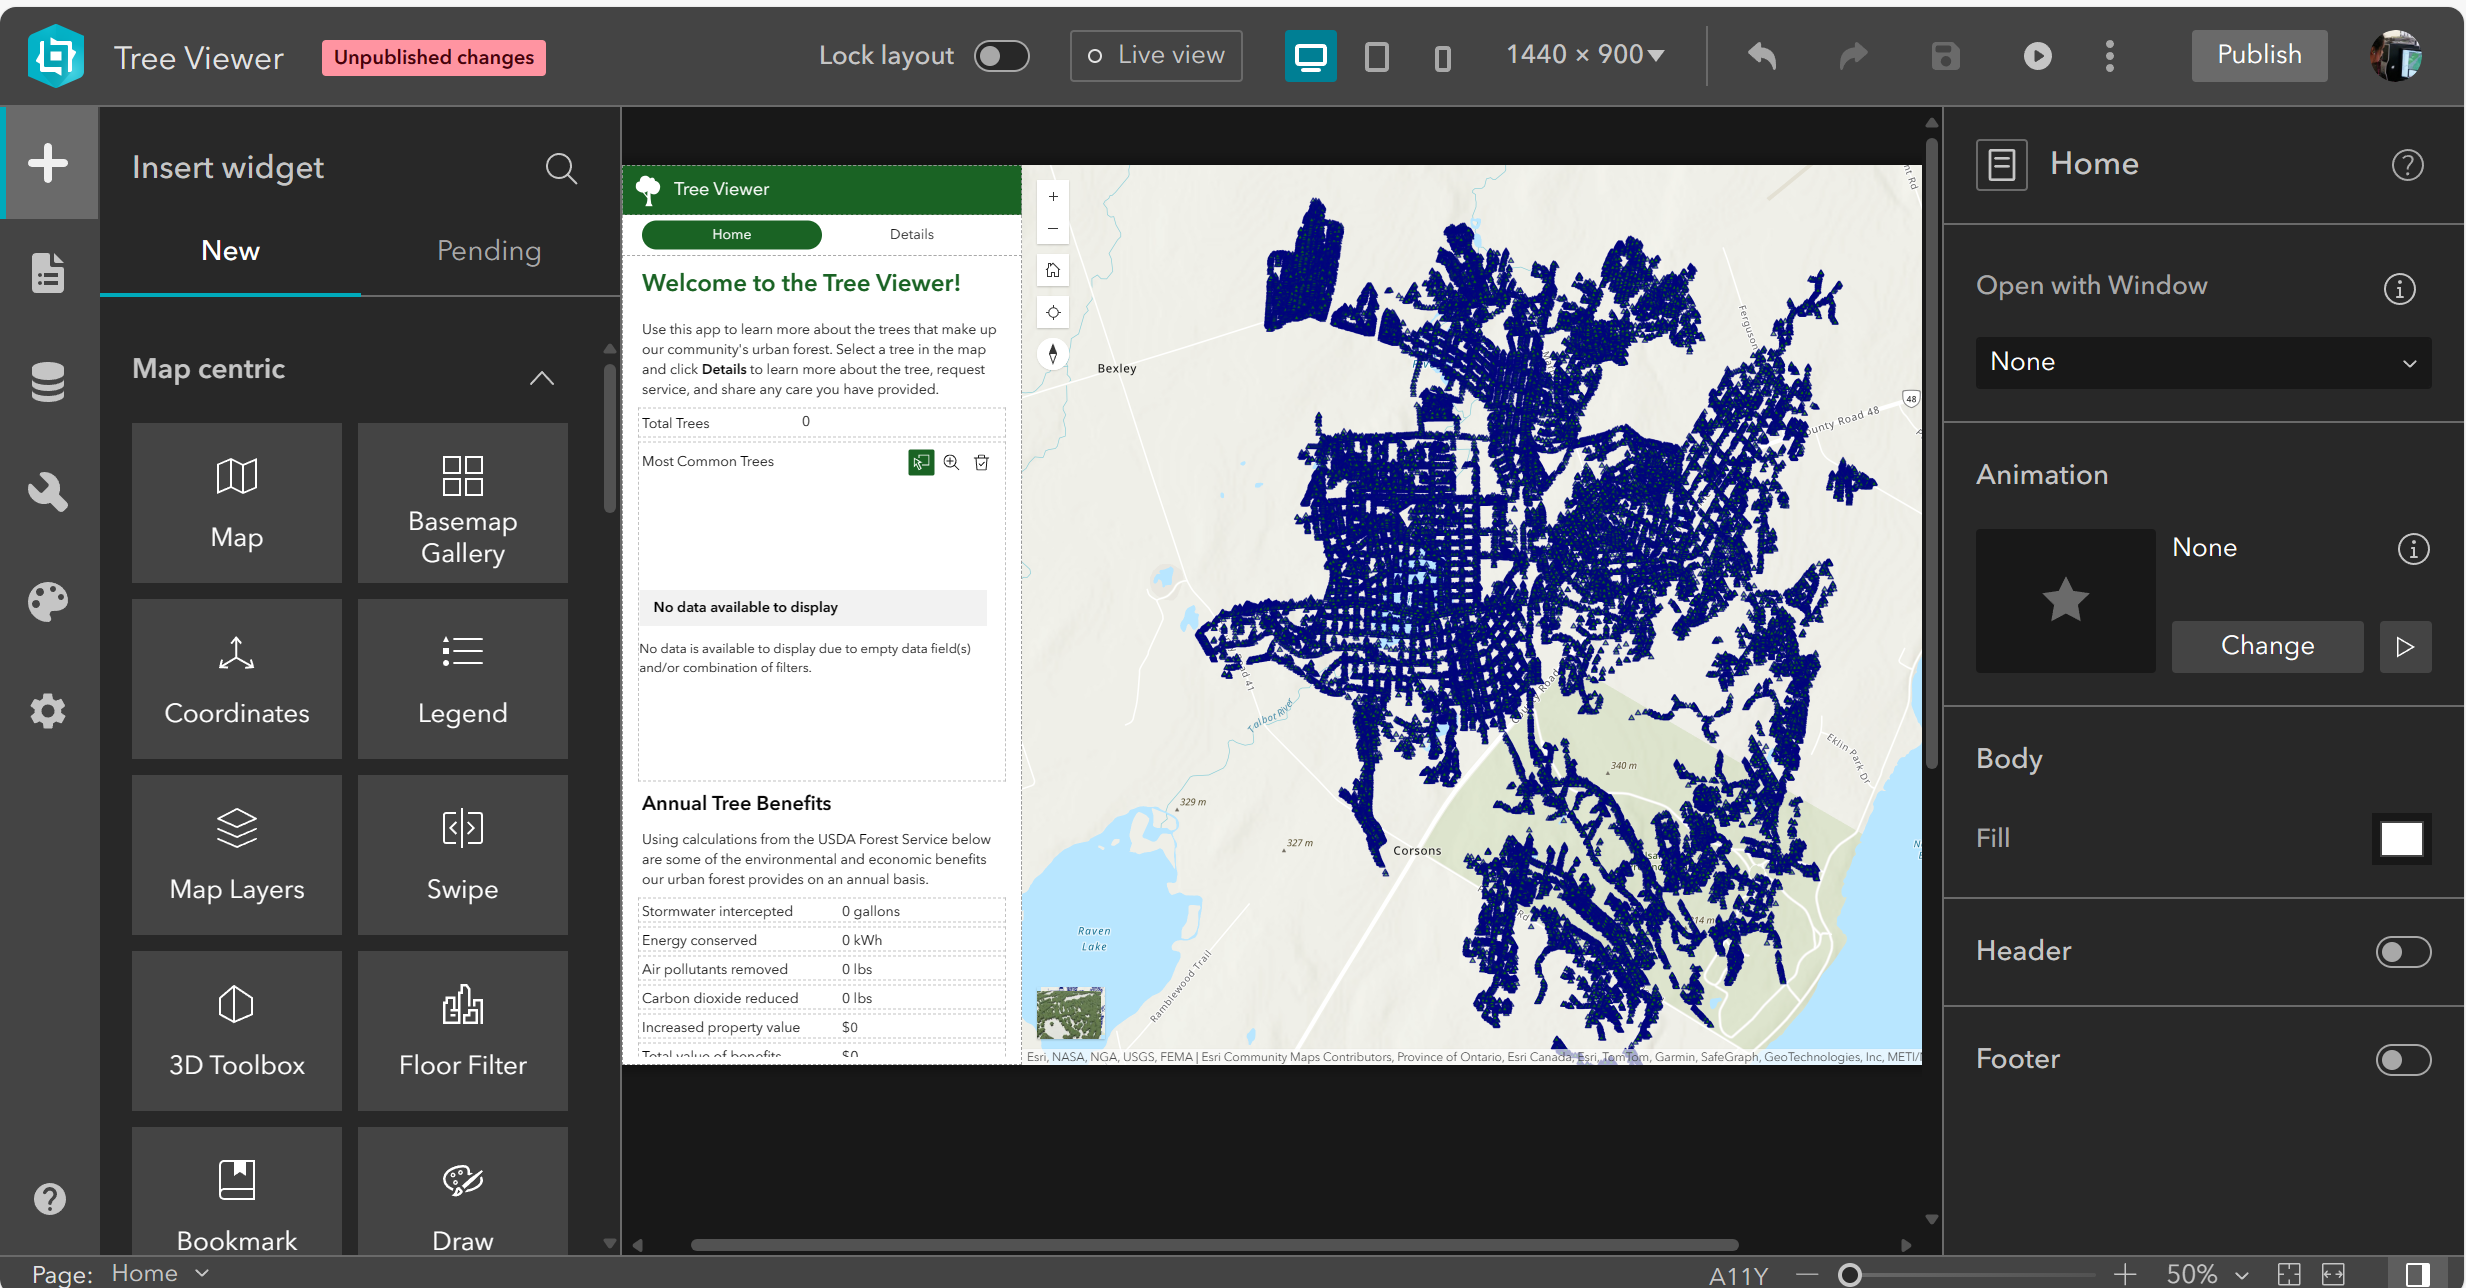 Tree Viewer
Unpublished changes
Lock layout
Live view
1440 × 900
Publish
Insert widget
New
Pending
Map centric
Map
Basemap
Gallery
Coordinates
Legend
Map Layers
Swipe
3D Toolbox
Floor Filter
Bookmark
Draw
Tree Viewer
Home
Details
Welcome to the Tree Viewer!
Use this app to learn more about the trees that make up
our community's urban forest. Select a tree in the map
and click Details to learn more about the tree, request
service, and share any care you have provided.
Total Trees 0
Most Common Trees
No data available to display
No data is available to display due to empty data field(s)
and/or combination of filters.
Annual Tree Benefits
Using calculations from the USDA Forest Service below
are some of the environmental and economic benefits
our urban forest provides on an annual basis.
Stormwater intercepted 0 gallons
Energy conserved 0 kWh
Air pollutants removed 0 lbs
Carbon dioxide reduced 0 lbs
Increased property value $0
Total value of benefits $0
Bexley
Ferguson
48
County Road 48
Talbot River
Eklin Park Dr
340 m
329 m
327 m
Corsons
314 m
Raven
Lake
Ramblewood Trail
Esri, NASA, NGA, USGS, FEMA | Esri Community Maps Contributors, Province of Ontario, Esri Canada, Esri, TomTom, Garmin, SafeGraph, GeoTechnologies, Inc, METI/
Home
Open with Window
None
Animation
None
Change
Body
Fill
Header
Footer
Page: Home
A11Y
50%